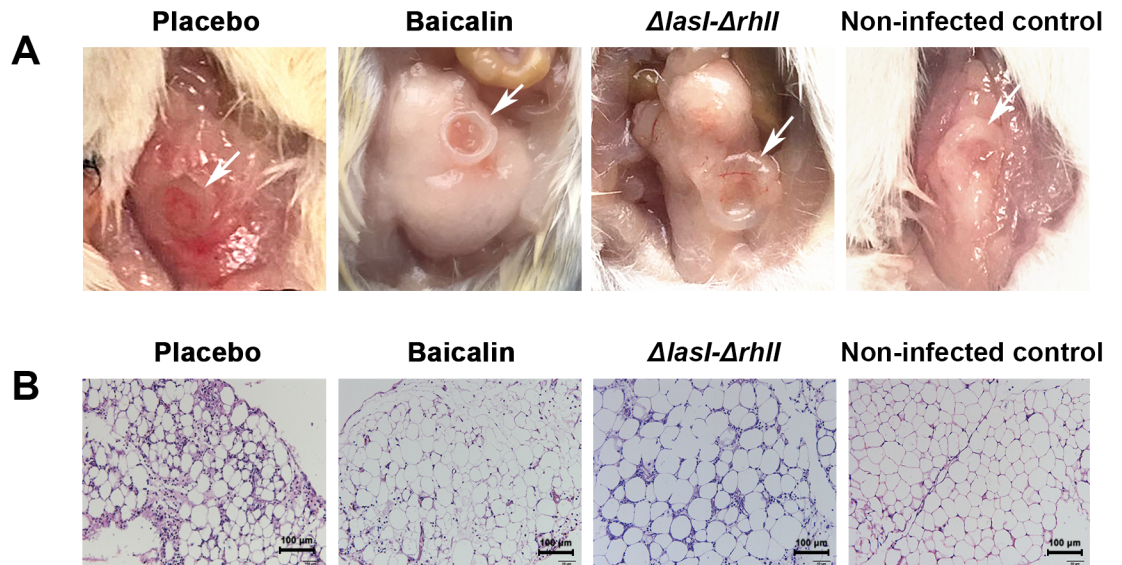 Placebo Baicalin ΔlasI-ΔrhlI Non-infected control
A
Placebo Baicalin ΔlasI-ΔrhlI Non-infected control
B
100 μm 100 μm 100 μm 100 μm